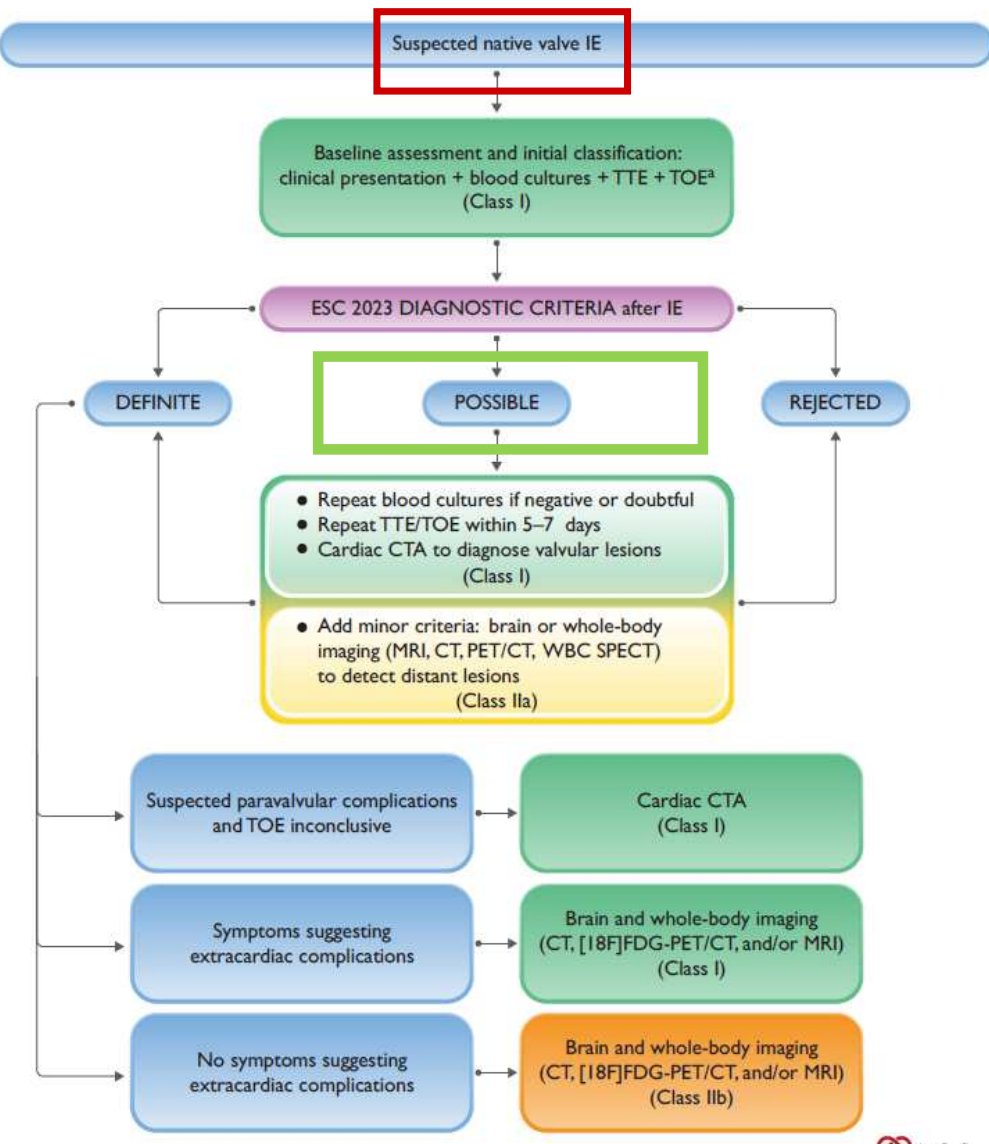 Suspected native valve IE
Baseline assessment and initial classification:
clinical presentation + blood cultures + TTE + TOEª
(Class I)
ESC 2023 DIAGNOSTIC CRITERIA after IE
DEFINITE
POSSIBLE
REJECTED
● Repeat blood cultures if negative or doubtful
● Repeat TTE/TOE within 5–7 days
● Cardiac CTA to diagnose valvular lesions
(Class I)
● Add minor criteria: brain or whole-body
imaging (MRI, CT, PET/CT, WBC SPECT)
to detect distant lesions
(Class IIa)
Suspected paravalvular complications
and TOE inconclusive
Cardiac CTA
(Class I)
Symptoms suggesting
extracardiac complications
Brain and whole-body imaging
(CT, [18F]FDG-PET/CT, and/or MRI)
(Class I)
No symptoms suggesting
extracardiac complications
Brain and whole-body imaging
(CT, [18F]FDG-PET/CT, and/or MRI)
(Class IIb)